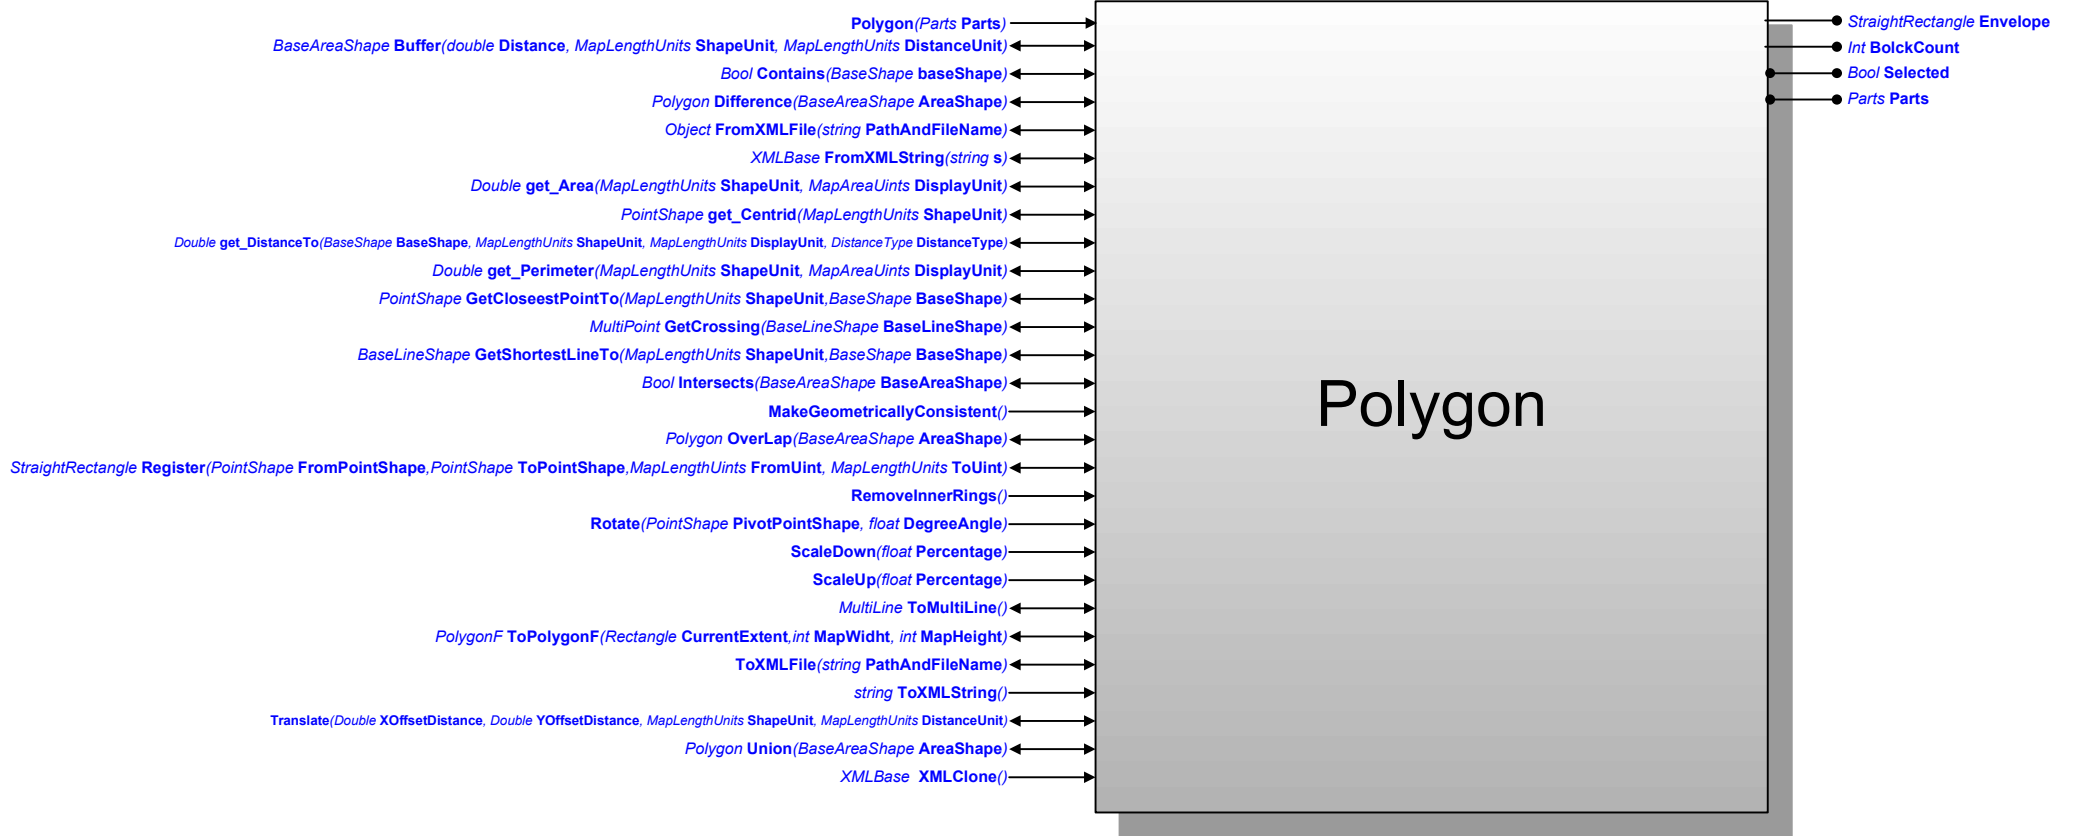 Polygon(Parts Parts)
BaseAreaShape Buffer(double Distance, MapLengthUnits ShapeUnit, MapLengthUnits DistanceUnit)
Bool Contains(BaseShape baseShape)
Polygon Difference(BaseAreaShape AreaShape)
Object FromXMLFile(string PathAndFileName)
XMLBase FromXMLString(string s)
Double get_Area(MapLengthUnits ShapeUnit, MapAreaUints DisplayUnit)
PointShape get_Centrid(MapLengthUnits ShapeUnit)
Double get_DistanceTo(BaseShape BaseShape, MapLengthUnits ShapeUnit, MapLengthUnits DisplayUnit, DistanceType DistanceType)
Double get_Perimeter(MapLengthUnits ShapeUnit, MapAreaUints DisplayUnit)
PointShape GetCloseestPointTo(MapLengthUnits ShapeUnit,BaseShape BaseShape)
MultiPoint GetCrossing(BaseLineShape BaseLineShape)
BaseLineShape GetShortestLineTo(MapLengthUnits ShapeUnit,BaseShape BaseShape)
Bool Intersects(BaseAreaShape BaseAreaShape)
MakeGeometricallyConsistent()
Polygon OverLap(BaseAreaShape AreaShape)
StraightRectangle Register(PointShape FromPointShape,PointShape ToPointShape,MapLengthUints FromUint, MapLengthUnits ToUint)
RemoveInnerRings()
Rotate(PointShape PivotPointShape, float DegreeAngle)
ScaleDown(float Percentage)
ScaleUp(float Percentage)
MultiLine ToMultiLine()
PolygonF ToPolygonF(Rectangle CurrentExtent,int MapWidht, int MapHeight)
ToXMLFile(string PathAndFileName)
string ToXMLString()
Translate(Double XOffsetDistance, Double YOffsetDistance, MapLengthUnits ShapeUnit, MapLengthUnits DistanceUnit)
Polygon Union(BaseAreaShape AreaShape)
XMLBase XMLClone()
Polygon
StraightRectangle Envelope
Int BolckCount
Bool Selected
Parts Parts